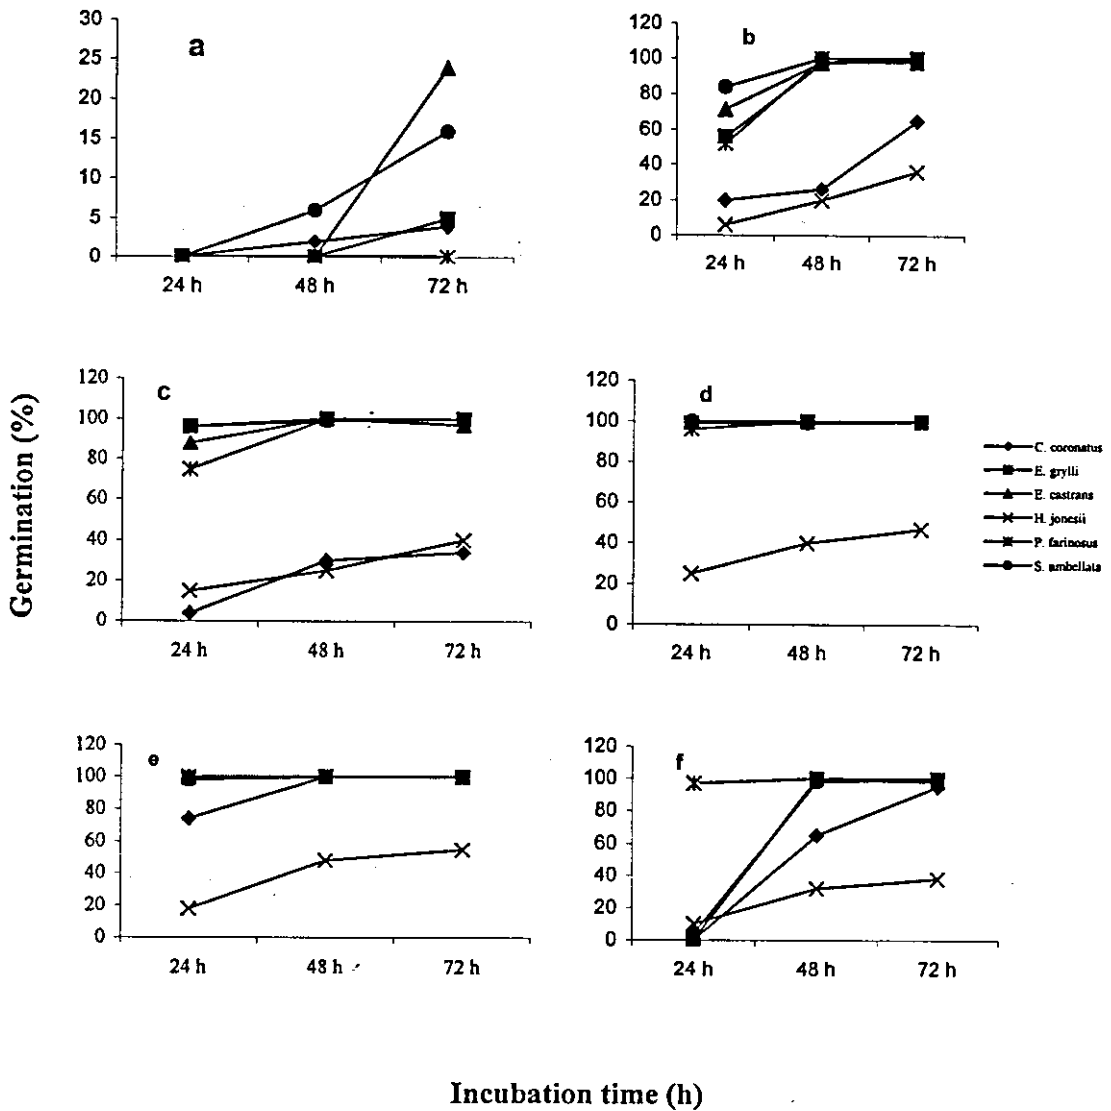 Germination (%)
a
30
25
20
15
10
5
0
24 h 48 h 72 h
b
120
100
80
60
40
20
0
24 h 48 h 72 h
c
120
100
80
60
40
20
0
24 h 48 h 72 h
d
120
100
80
60
40
20
0
24 h 48 h 72 h
C. coronatus
E. grylli
E. castrans
H. jonesii
P. farinosus
S. umbellata
e
120
100
80
60
40
20
0
24 h 48 h 72 h
f
120
100
80
60
40
20
0
24 h 48 h 72 h
Incubation time (h)